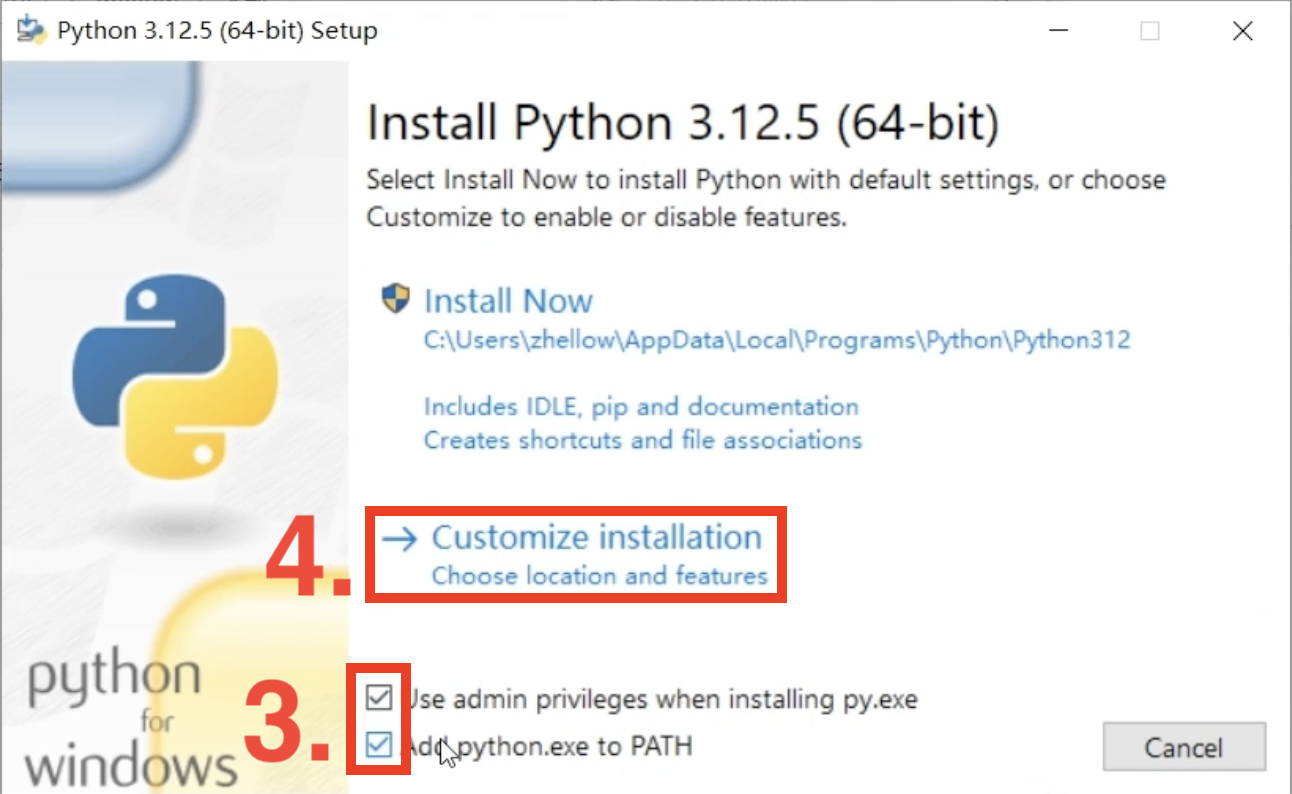 Python 3.12.5 (64-bit) Setup
Install Python 3.12.5 (64-bit)
Select Install Now to install Python with default settings, or choose
Customize to enable or disable features.
Install Now
C:\Users\zhellow\AppData\Local\Programs\Python\Python312
Includes IDLE, pip and documentation
Creates shortcuts and file associations
4.
Customize installation
Choose location and features
3.
Use admin privileges when installing py.exe
Add python.exe to PATH
python
for
windows
Cancel